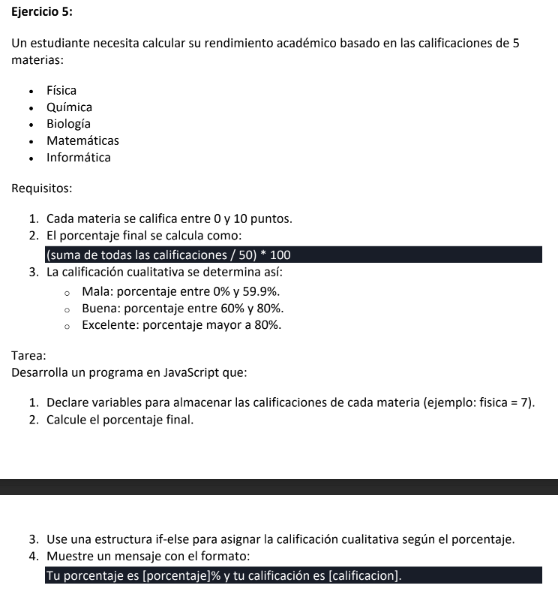 Ejercicio 5:
Un estudiante necesita calcular su rendimiento académico basado en las calificaciones de 5
materias:
• Física
• Química
• Biología
• Matemáticas
• Informática
Requisitos:
1. Cada materia se califica entre 0 y 10 puntos.
2. El porcentaje final se calcula como:
(suma de todas las calificaciones / 50) * 100
3. La calificación cualitativa se determina así:
○ Mala: porcentaje entre 0% y 59.9%.
○ Buena: porcentaje entre 60% y 80%.
○ Excelente: porcentaje mayor a 80%.
Tarea:
Desarrolla un programa en JavaScript que:
1. Declare variables para almacenar las calificaciones de cada materia (ejemplo: fisica = 7).
2. Calcule el porcentaje final.
3. Use una estructura if-else para asignar la calificación cualitativa según el porcentaje.
4. Muestre un mensaje con el formato:
Tu porcentaje es [porcentaje]% y tu calificación es [calificacion].